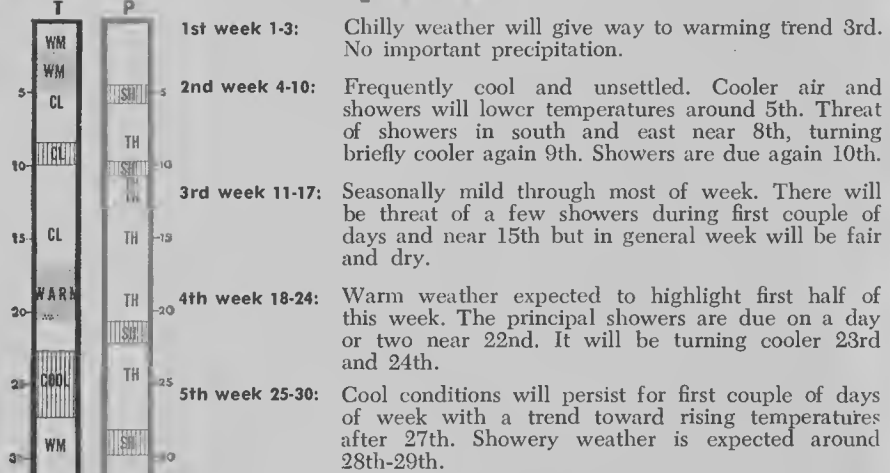 T P
WM
WM
5
CL
CL
10
15
CL
WARM
20
COOL
25
WM
SH
5
TH
SH
10
TH
TH
15
TH
SH
20
TH
25
SH
30
1st week 1-3: Chilly weather will give way to warming trend 3rd.
No important precipitation.
2nd week 4-10: Frequently cool and unsettled. Cooler air and
showers will lower temperatures around 5th. Threat
of showers in south and east near 8th, turning
briefly cooler again 9th. Showers are due again 10th.
3rd week 11-17: Seasonally mild through most of week. There will
be threat of a few showers during first couple of
days and near 15th but in general week will be fair
and dry.
4th week 18-24: Warm weather expected to highlight first half of
this week. The principal showers are due on a day
or two near 22nd. It will be turning cooler 23rd
and 24th.
5th week 25-30: Cool conditions will persist for first couple of days
of week with a trend toward rising temperatures
after 27th. Showery weather is expected around
28th-29th.